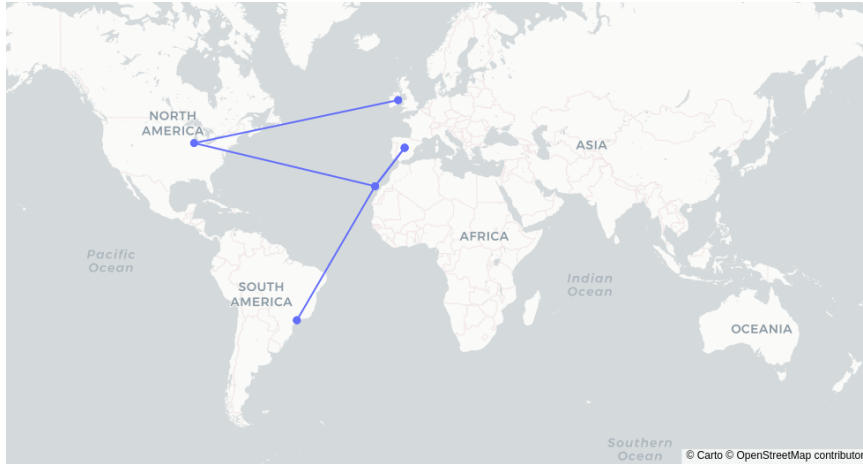 NORTH
AMERICA
ASIA
AFRICA
Pacific
Ocean
SOUTH
AMERICA
Indian
Ocean
OCEANIA
Southern
Ocean
© Carto © OpenStreetMap contributor